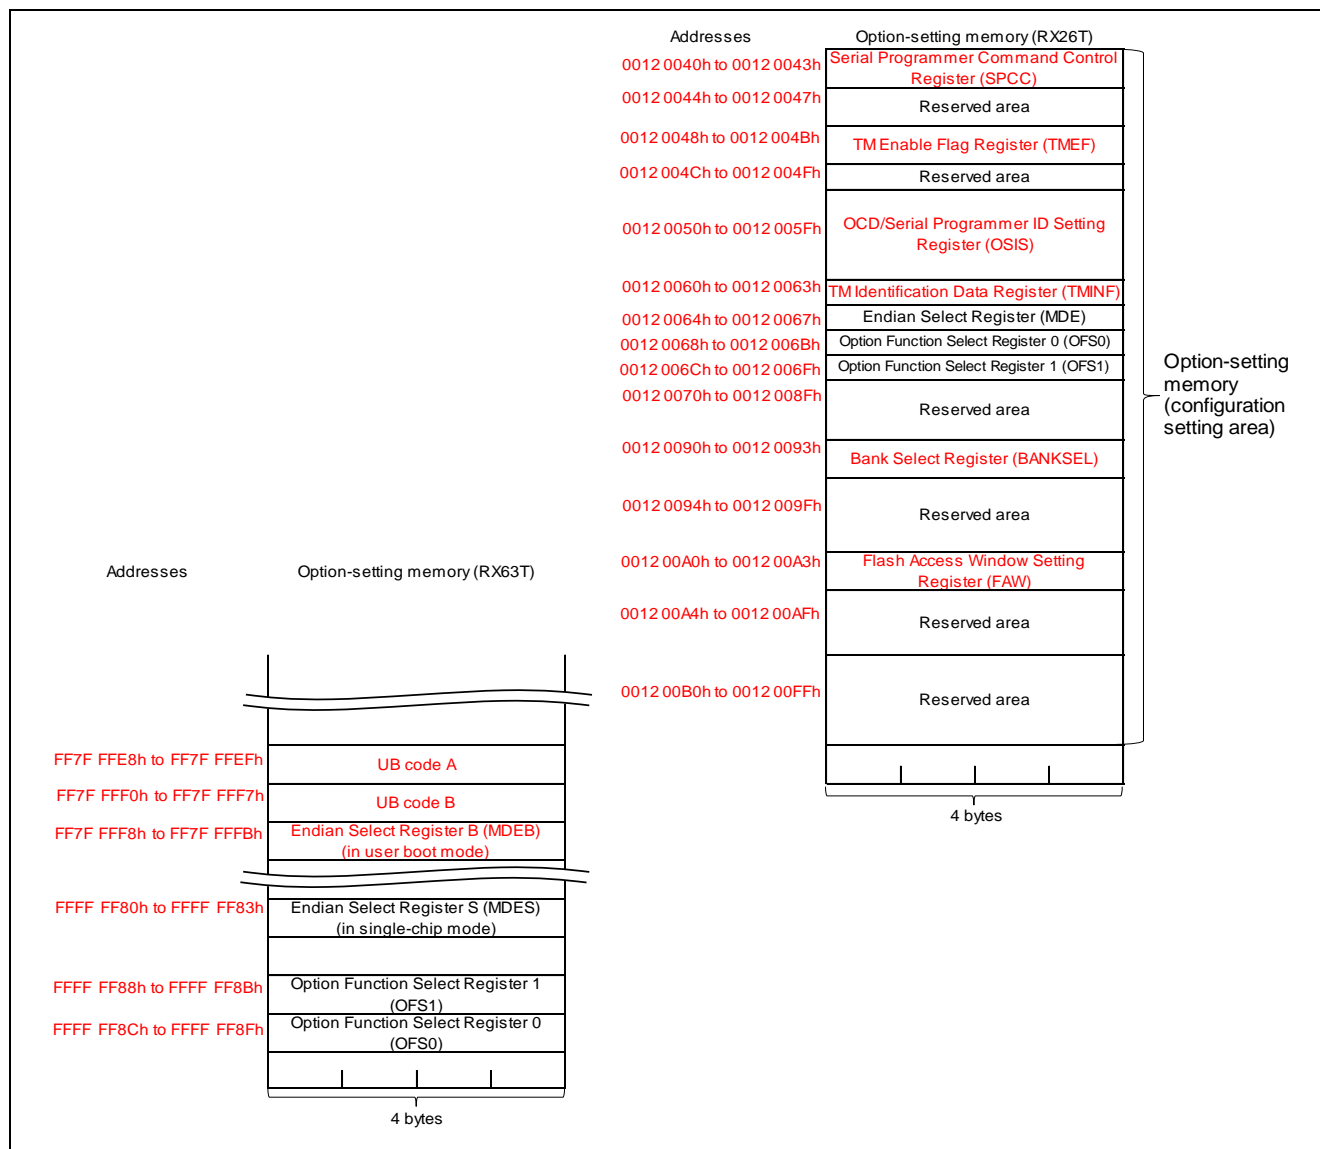 Addresses
Option-setting memory (RX26T)
0012 0040h to 0012 0043h
Serial Programmer Command Control
Register (SPCC)
0012 0044h to 0012 0047h
Reserved area
0012 0048h to 0012 004Bh
TM Enable Flag Register (TMEF)
0012 004Ch to 0012 004Fh
Reserved area
0012 0050h to 0012 005Fh
OCD/Serial Programmer ID Setting
Register (OSIS)
0012 0060h to 0012 0063h
TM Identification Data Register (TMINF)
0012 0064h to 0012 0067h
Endian Select Register (MDE)
0012 0068h to 0012 006Bh
Option Function Select Register 0 (OFS0)
0012 006Ch to 0012 006Fh
Option Function Select Register 1 (OFS1)
0012 0070h to 0012 008Fh
Reserved area
0012 0090h to 0012 0093h
Bank Select Register (BANKSEL)
0012 0094h to 0012 009Fh
Reserved area
0012 00A0h to 0012 00A3h
Flash Access Window Setting
Register (FAW)
0012 00A4h to 0012 00AFh
Reserved area
0012 00B0h to 0012 00FFh
Reserved area
4 bytes
Option-setting
memory
(configuration
setting area)
Addresses
Option-setting memory (RX63T)
FF7F FFE8h to FF7F FFEFh
UB code A
FF7F FFF0h to FF7F FFF7h
UB code B
FF7F FFF8h to FF7F FFFBh
Endian Select Register B (MDEB)
(in user boot mode)
FFFF FF80h to FFFF FF83h
Endian Select Register S (MDES)
(in single-chip mode)
FFFF FF88h to FFFF FF8Bh
Option Function Select Register 1
(OFS1)
FFFF FF8Ch to FFFF FF8Fh
Option Function Select Register 0
(OFS0)
4 bytes